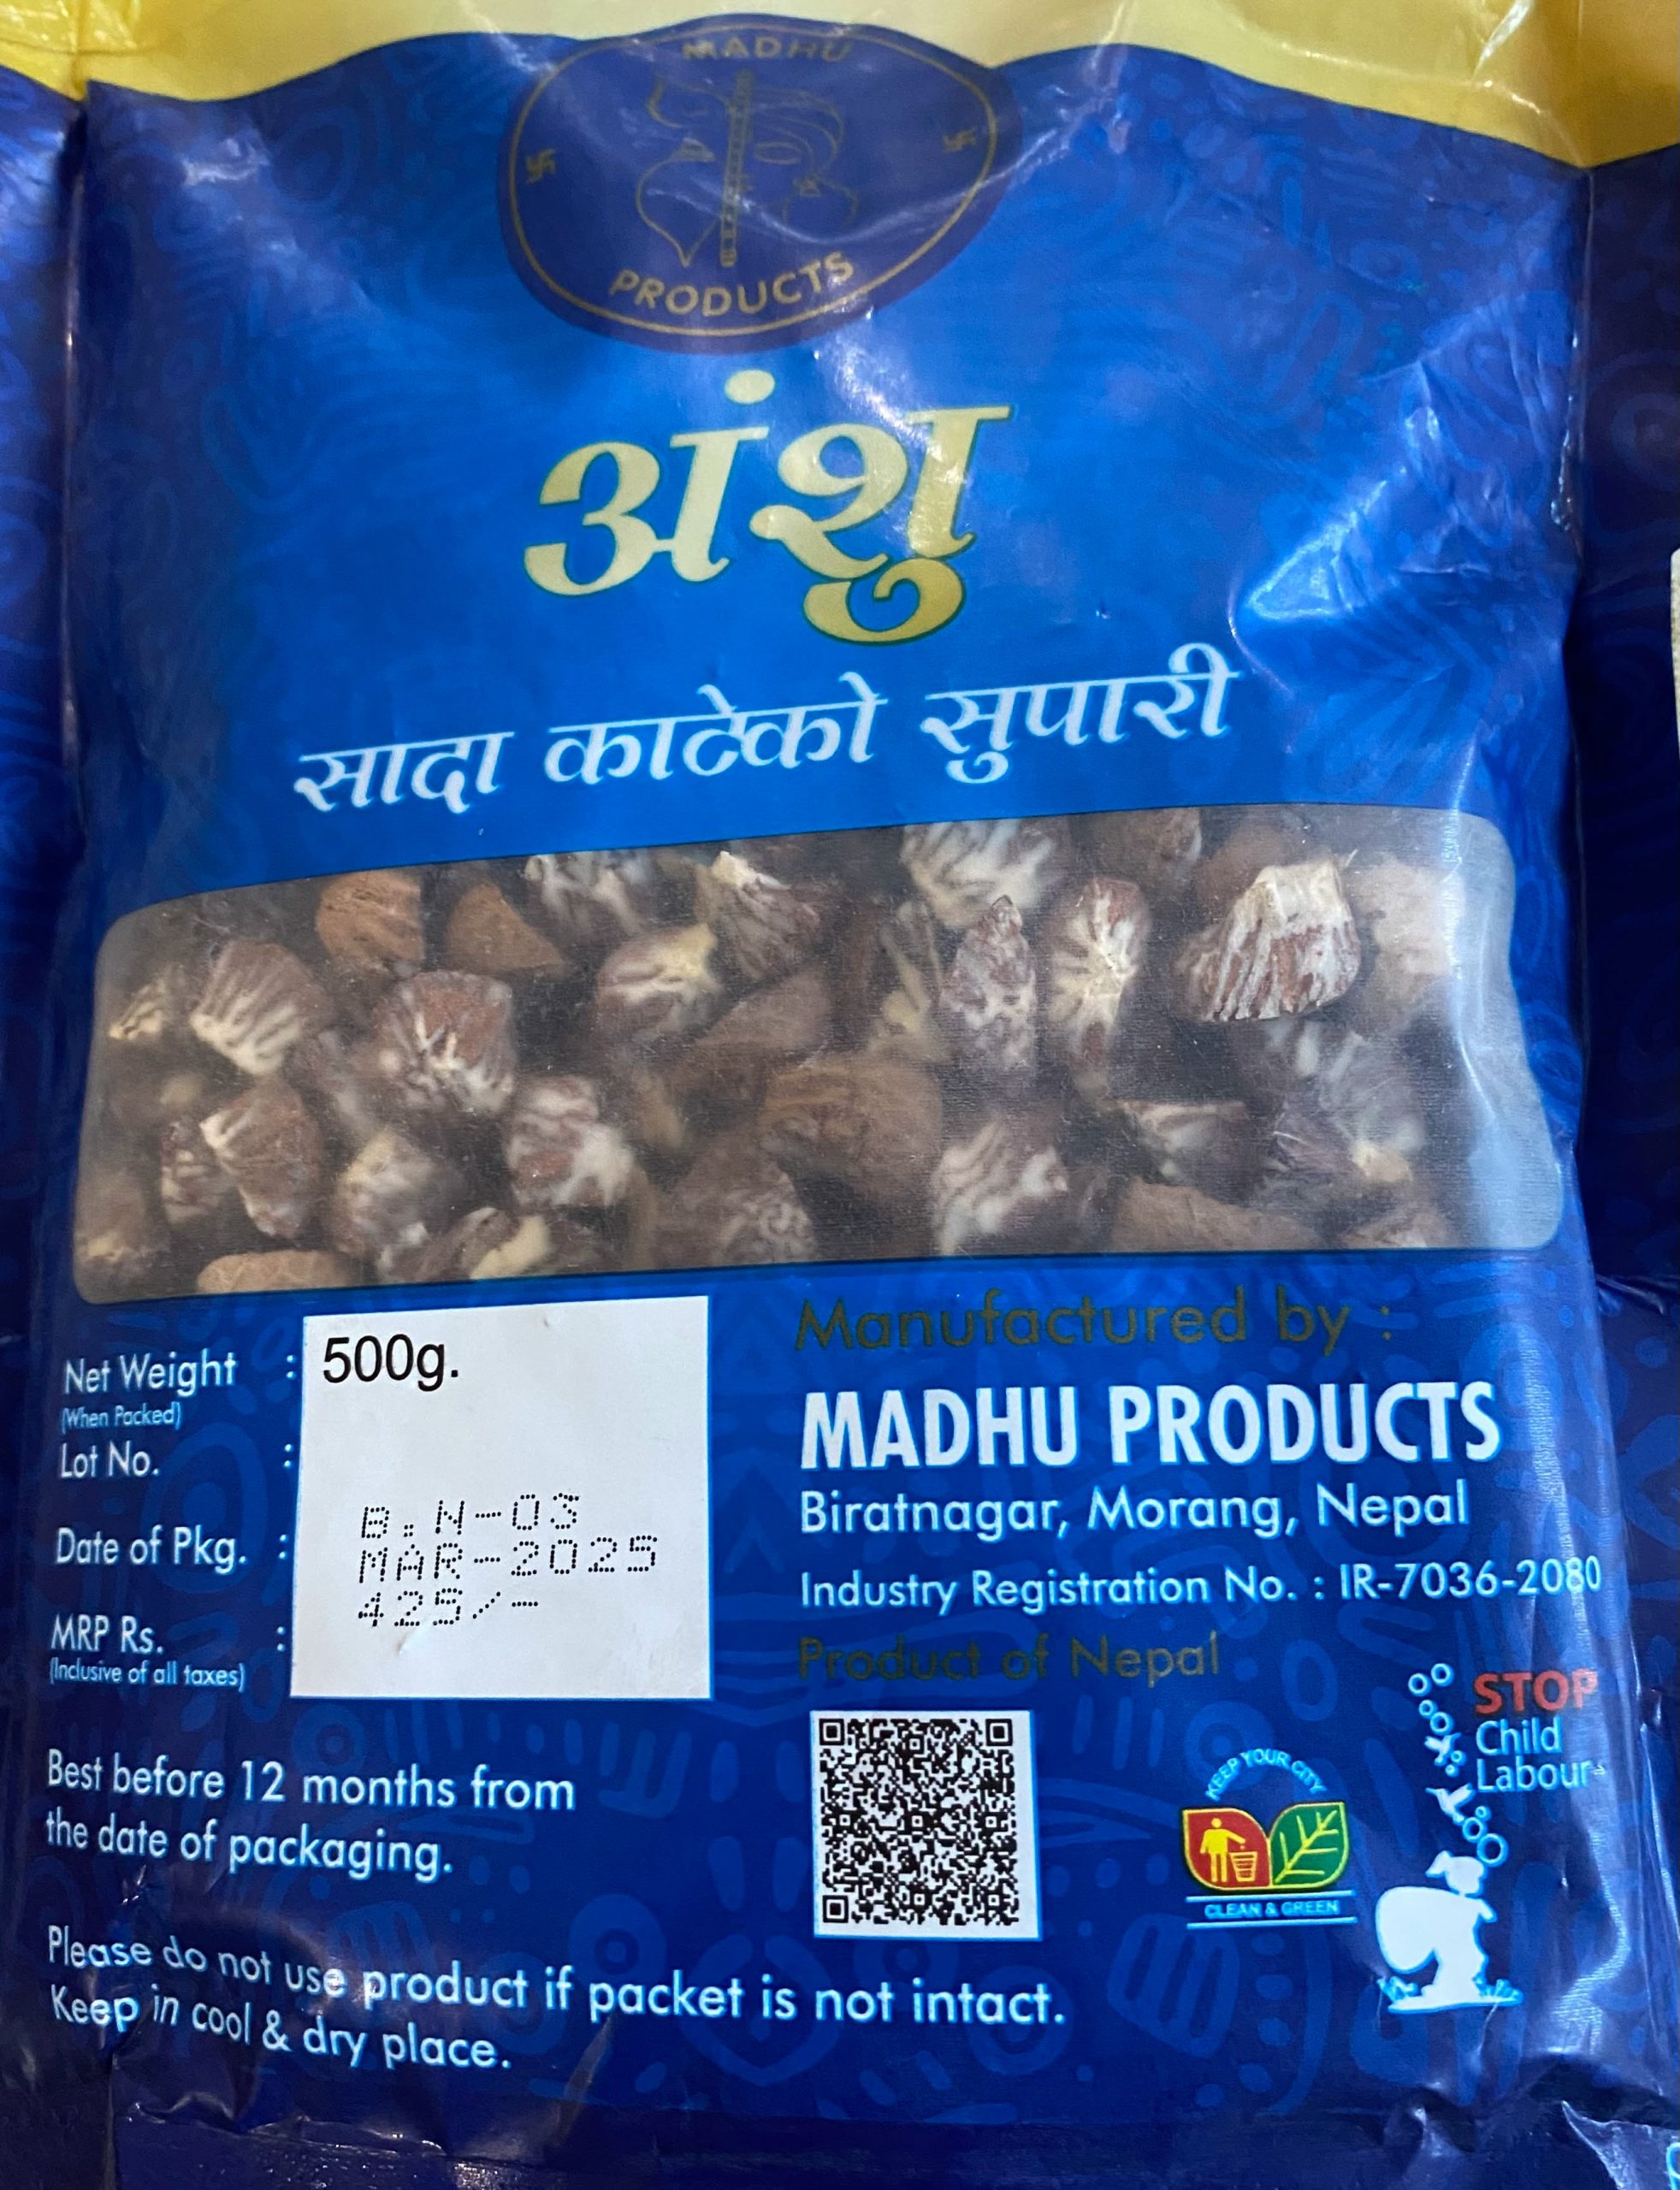 MADHU
PRODUCTS
अंशु
सादा काटेको सुपारी
Net Weight : 500g.
(When Packed)
Lot No. :
B.N-03
Date of Pkg. : MAR-2025
425/-
MRP Rs. :
(Inclusive of all taxes)
Best before 12 months from
the date of packaging.
Please do not use product if packet is not intact.
Keep in cool & dry place.
Manufactured by :
MADHU PRODUCTS
Biratnagar, Morang, Nepal
Industry Registration No. : IR-7036-2080
Product of Nepal
KEEP YOUR CITY
CLEAN & GREEN
STOP
Child
Labour